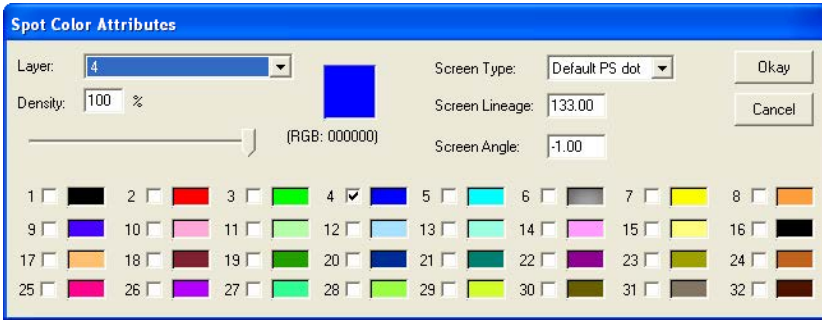 Spot Color Attributes
Layer: 4 Screen Type: Default PS dot Okay
Density: 100 % Screen Lineage: 133.00 Cancel
(RGB: 000000) Screen Angle: -1.00
1 2 3 4 5 6 7 8
9 10 11 12 13 14 15 16
17 18 19 20 21 22 23 24
25 26 27 28 29 30 31 32